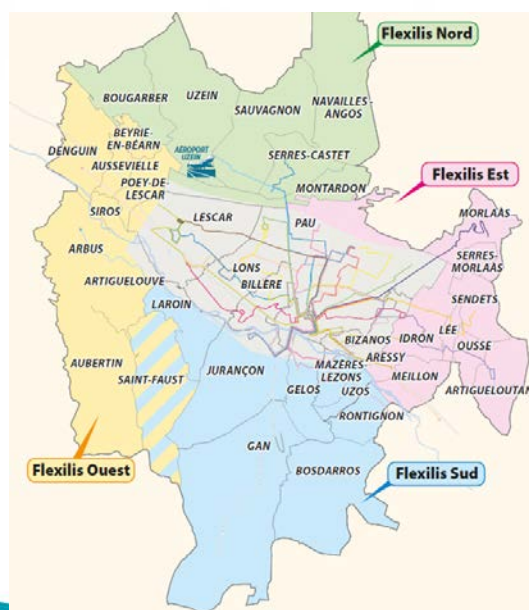 Flexilis Nord
BOUGARBER
UZEIN
SAUVAGNON
NAVAILLES-
ANGOS
DENGUIN
BEYRIE-
EN-BÉARN
AUSSEVIELLE
POEY-DE-
LESCAR
AÉROPORT
UZEIN
SERRES-CASTET
MONTARDON
Flexilis Est
SIROS
LESCAR
PAU
MORLAÀS
SERRES-
MORLAÀS
ARBUS
ARTIGUELOUVE
LONS
BILLÈRE
SENDETS
LAROIN
BIZANOS
IDRON
LÉE
OUSSE
ARESSY
AUBERTIN
SAINT-FAUST
JURANÇON
MAZÈRES-
LEZONS
MEILLON
GELOS
UZOS
ARTIGUELOUTAN
RONTIGNON
GAN
Flexilis Ouest
BOSDARROS
Flexilis Sud